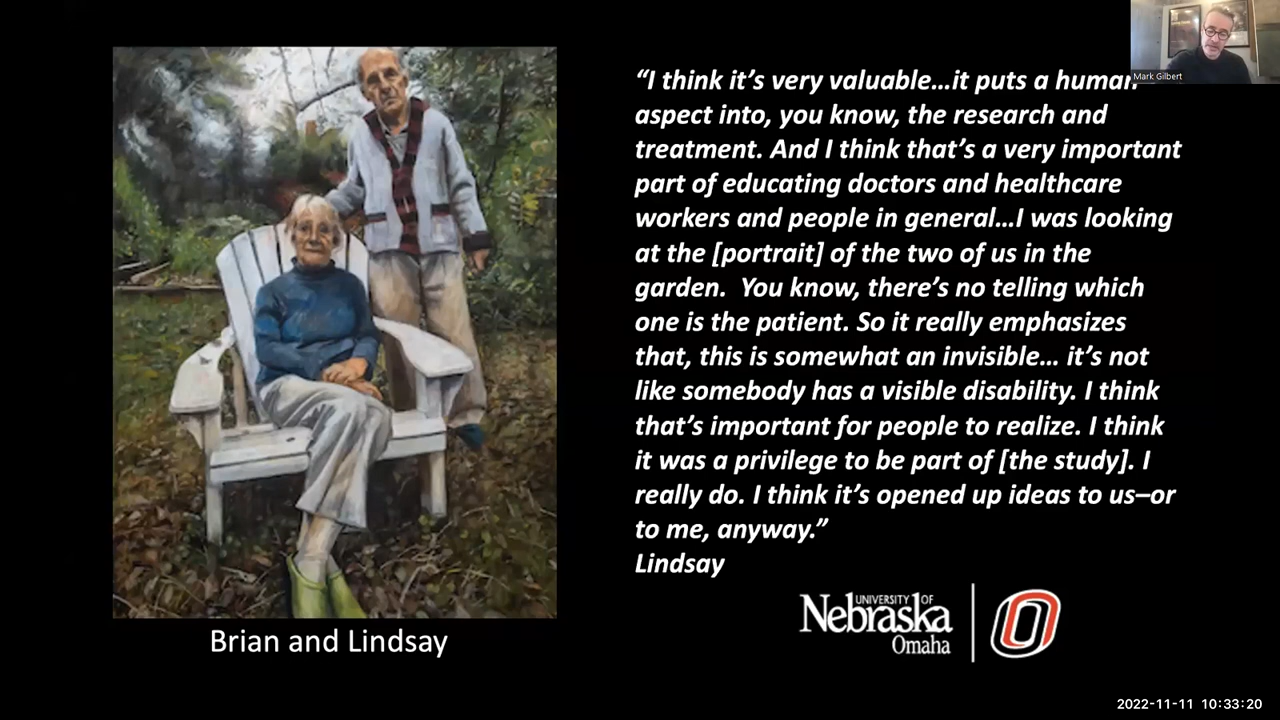 Mark Gilbert
“I think it’s very valuable…it puts a human
aspect into, you know, the research and
treatment. And I think that’s a very important
part of educating doctors and healthcare
workers and people in general…I was looking
at the [portrait] of the two of us in the
garden.  You know, there’s no telling which
one is the patient. So it really emphasizes
that, this is somewhat an invisible… it’s not
like somebody has a visible disability. I think
that’s important for people to realize. I think
it was a privilege to be part of [the study]. I
really do. I think it’s opened up ideas to us–or
to me, anyway.”
Lindsay
UNIVERSITY OF
Nebraska
Omaha
O
Brian and Lindsay
2022-11-11 10:33:20